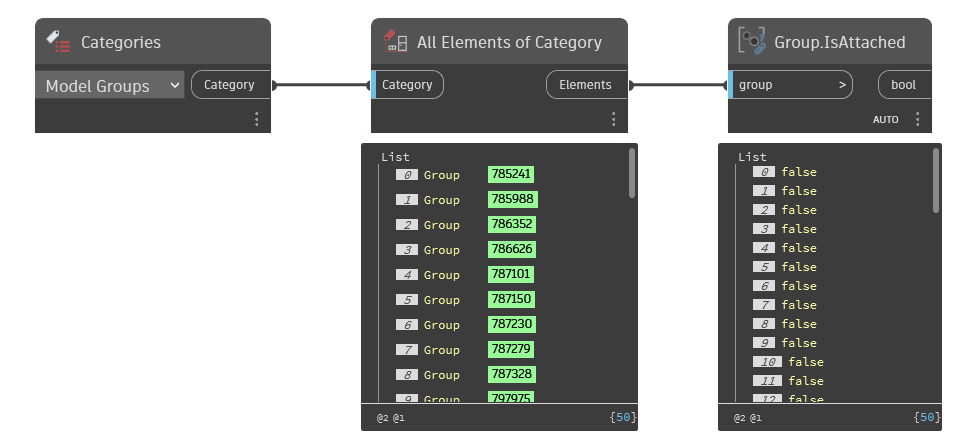 Categories
Model Groups
Category
All Elements of Category
Category
Elements
List
0 Group 785241
1 Group 785988
2 Group 786352
3 Group 786626
4 Group 787101
5 Group 787150
6 Group 787230
7 Group 787279
8 Group 787328
9 Group 797975
@2 @1
{50}
Group.IsAttached
group >
bool
AUTO
List
0 false
1 false
2 false
3 false
4 false
5 false
6 false
7 false
8 false
9 false
10 false
11 false
12 false
@2 @1
{50}